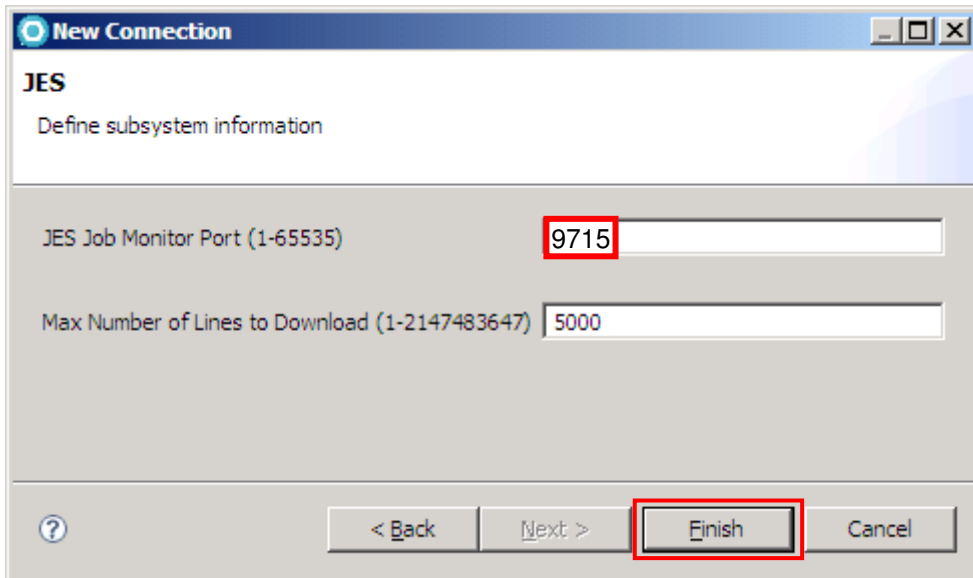 New Connection
JES
Define subsystem information
JES Job Monitor Port (1-65535) 9715
Max Number of Lines to Download (1-2147483647) 5000
? < Back Next > Finish Cancel